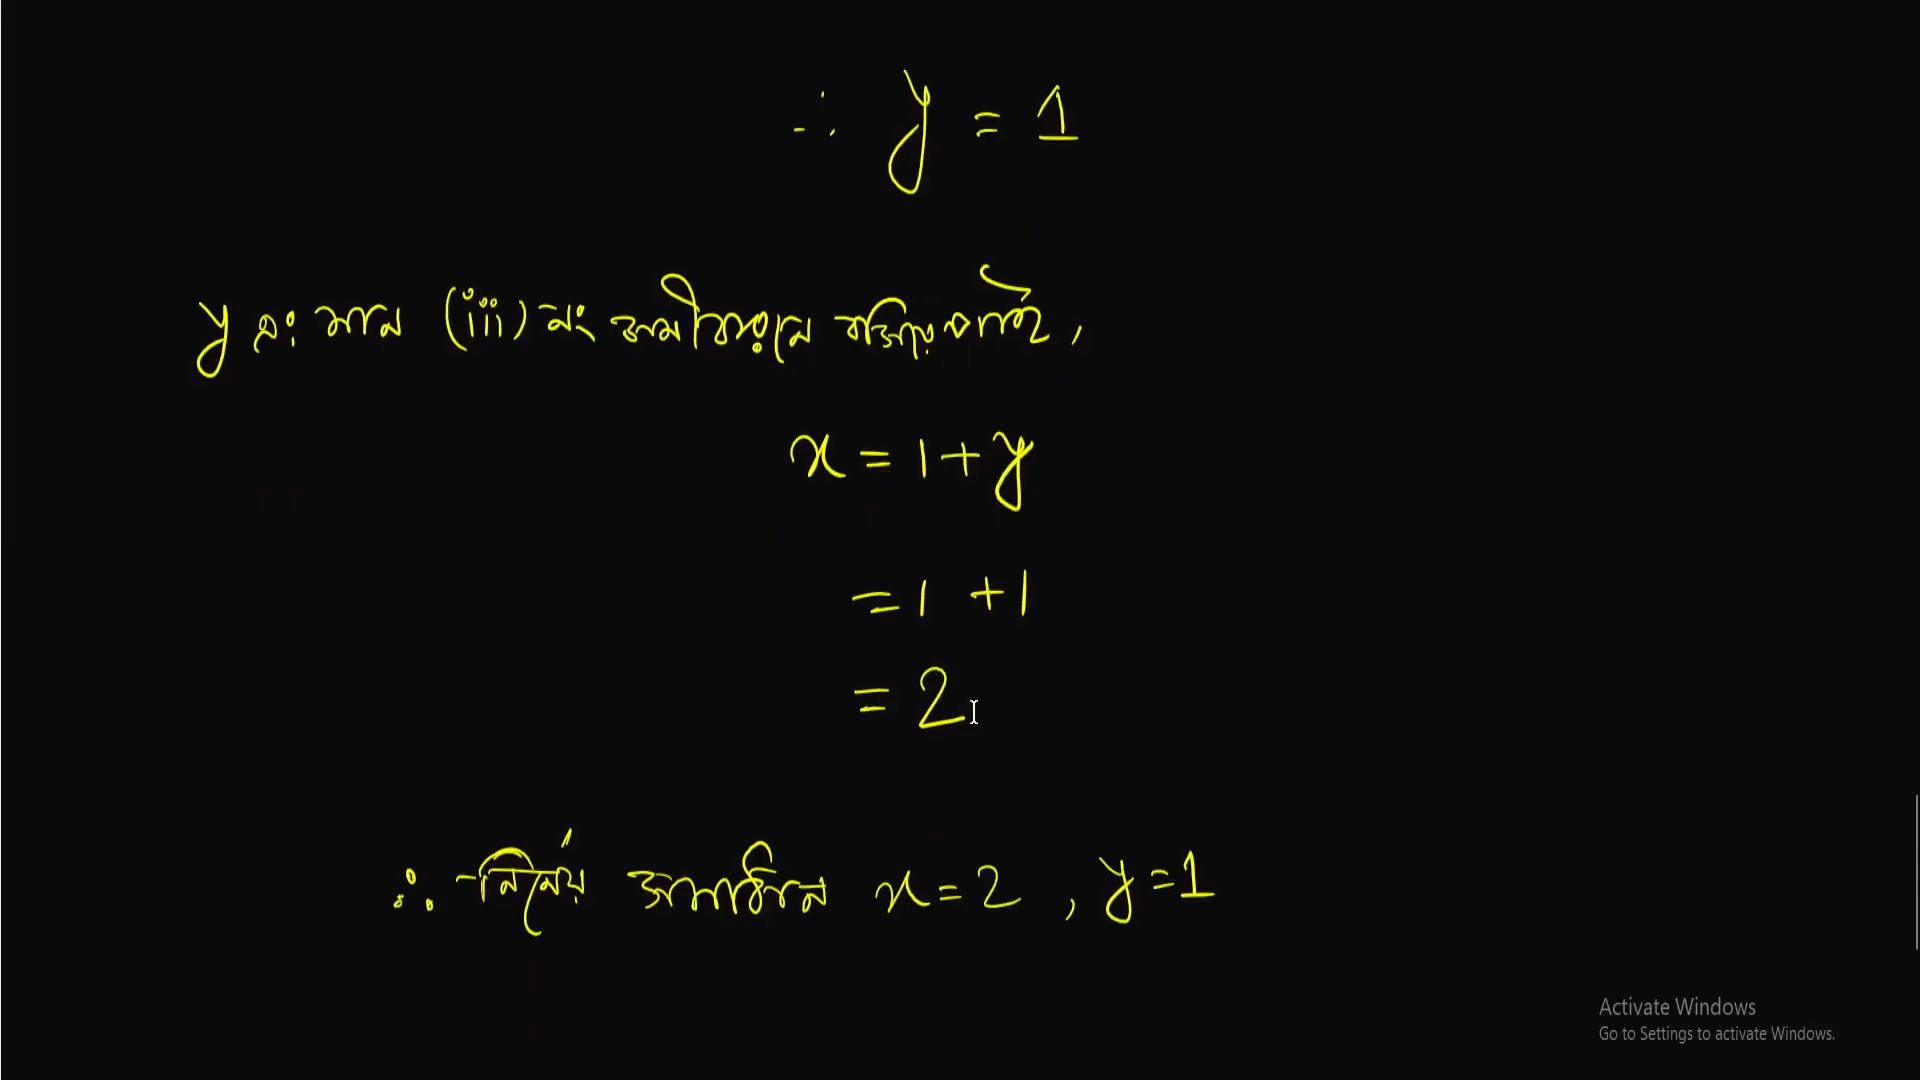 ∴ y = 1
y এর মান (iii) নং সমীকরণে বসিয়ে পাই,
x = 1 + y
= 1 + 1
= 2
∴ নির্ণেয় সমাধান x = 2 , y = 1
Activate Windows
Go to Settings to activate Windows.